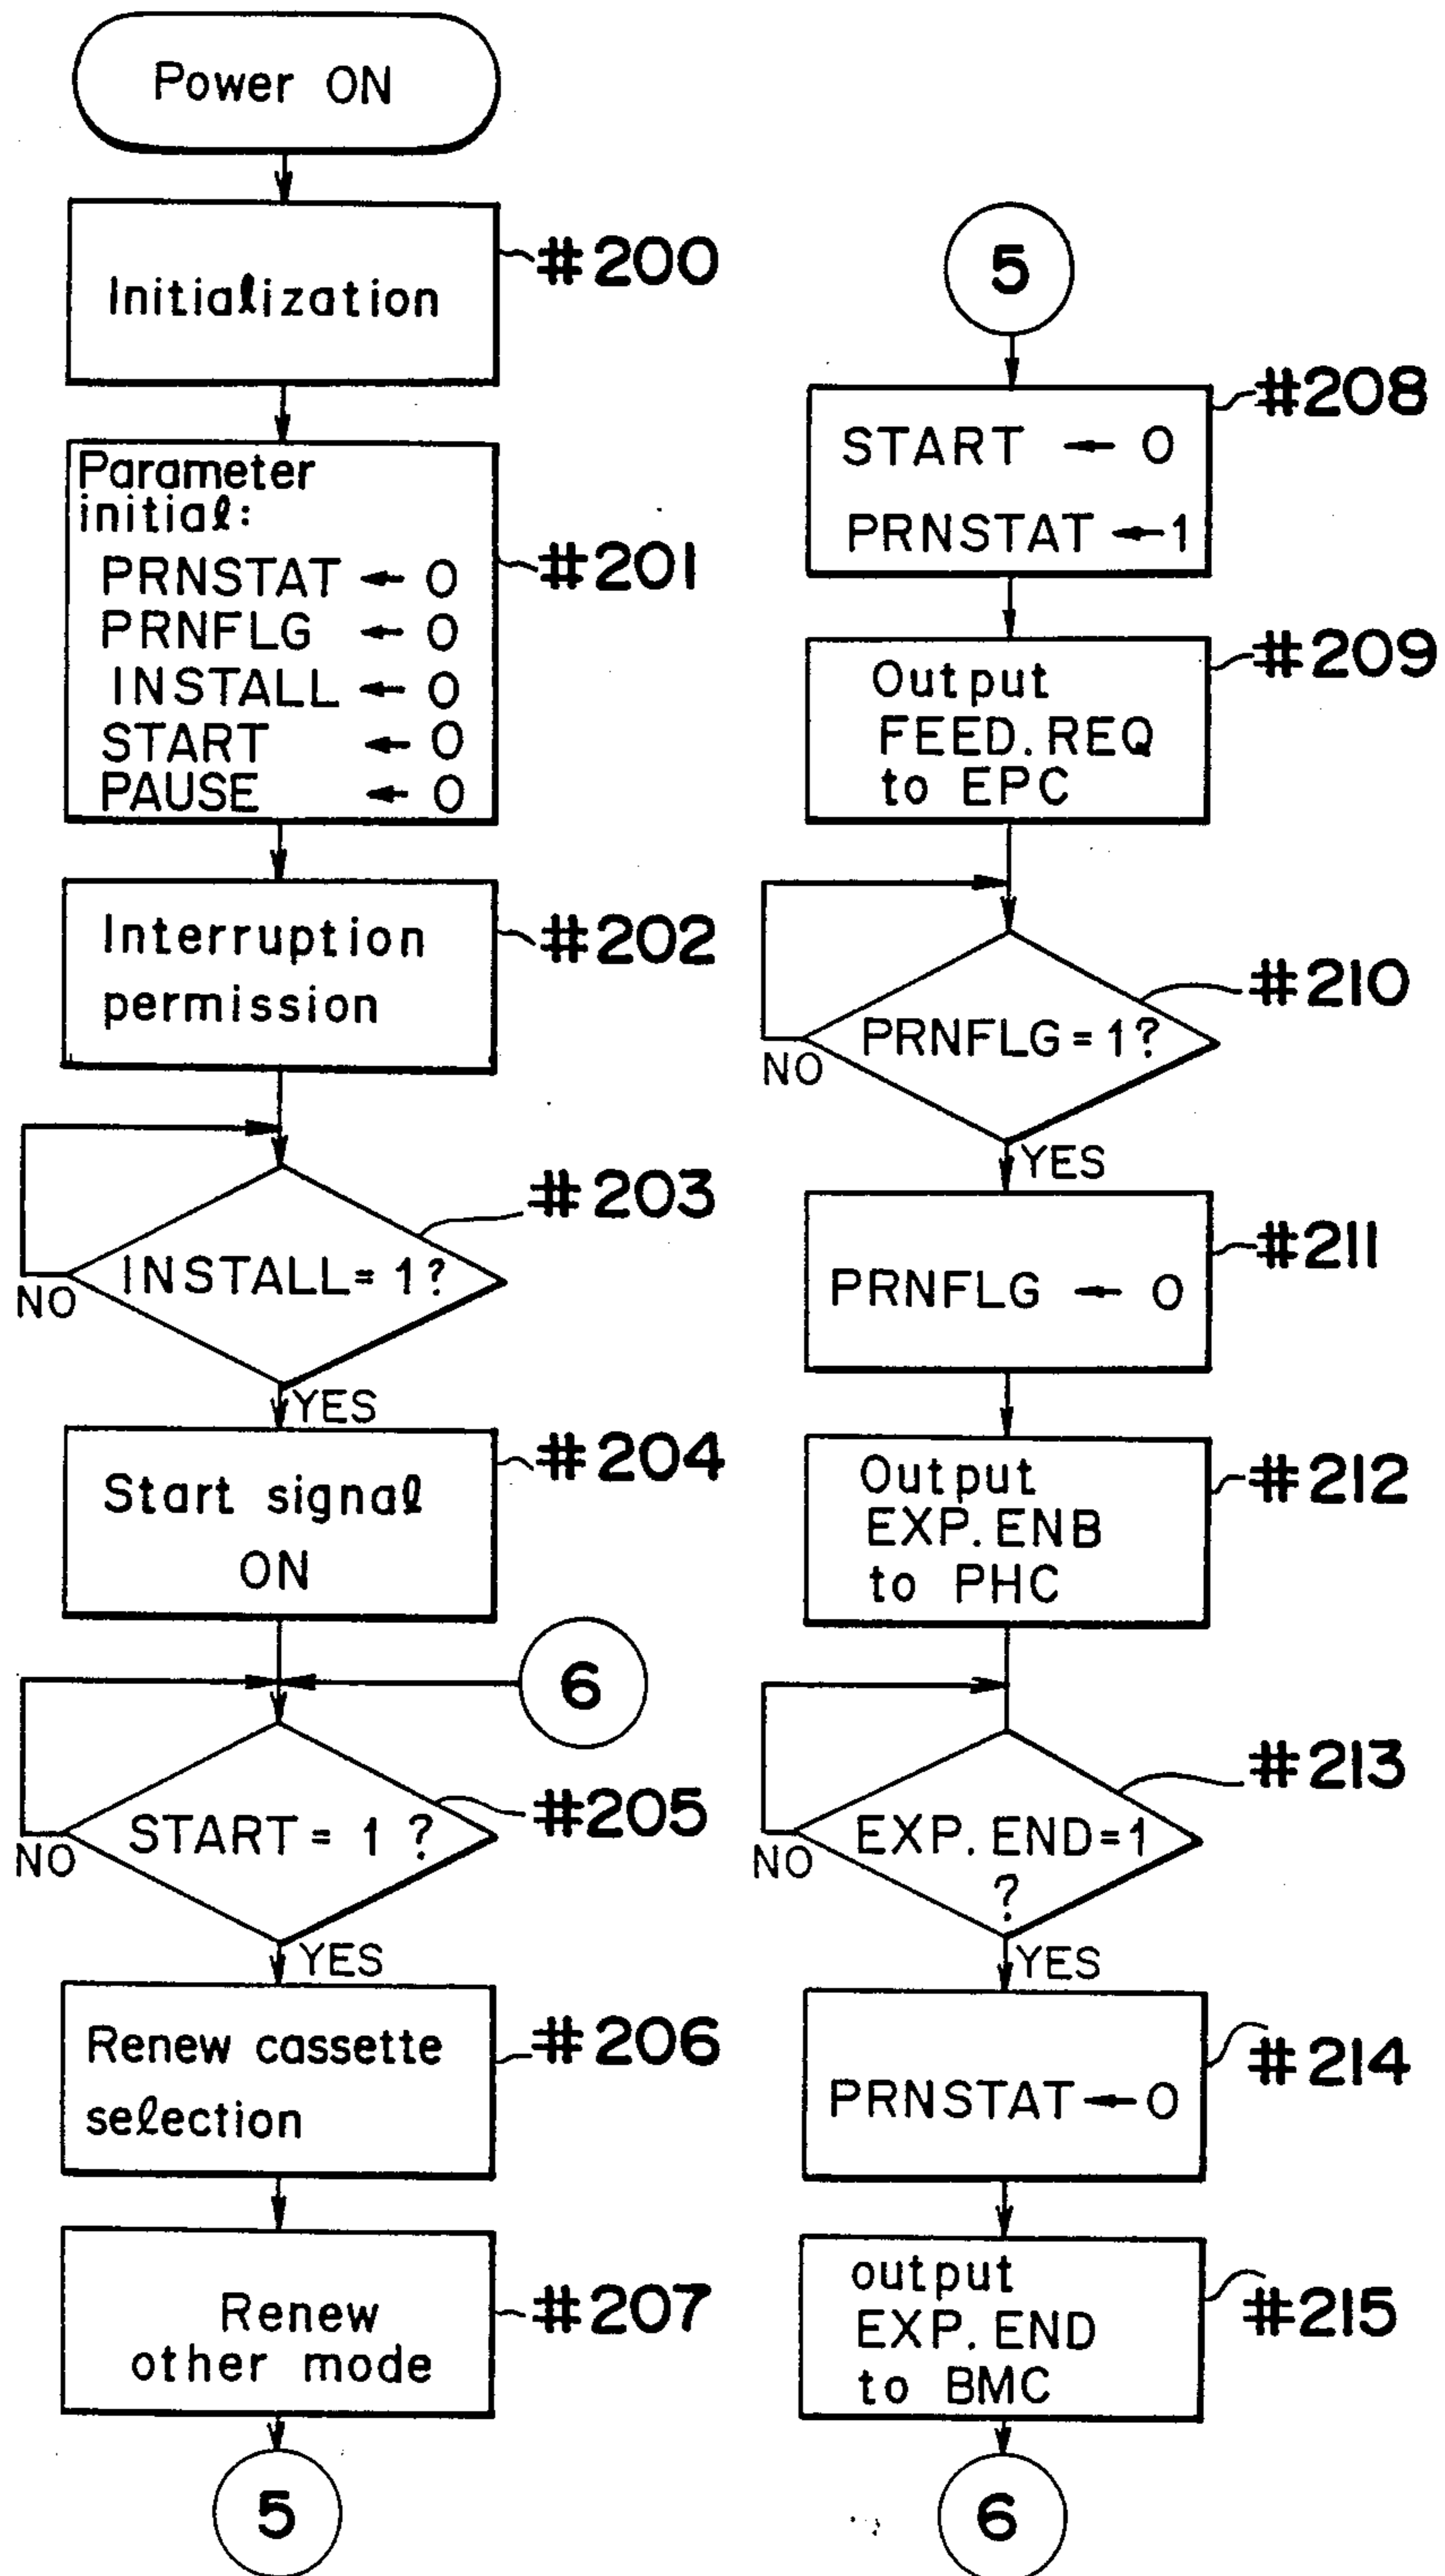 Power ON
Initialization
#200
Parameter
initial:
PRNSTAT ← 0
PRNFLG ← 0
INSTALL ← 0
START ← 0
PAUSE ← 0
#201
Interruption
permission
#202
INSTALL = 1 ?
#203
NO
YES
Start signal
ON
#204
6
START = 1 ?
#205
NO
YES
Renew cassette
selection
#206
Renew
other mode
#207
5
5
START ← 0
PRNSTAT ← 1
#208
Output
FEED. REQ
to EPC
#209
PRNFLG = 1 ?
#210
NO
YES
PRNFLG ← 0
#211
Output
EXP. ENB
to PHC
#212
EXP. END = 1
?
#213
NO
YES
PRNSTAT ← 0
#214
output
EXP. END
to BMC
#215
6